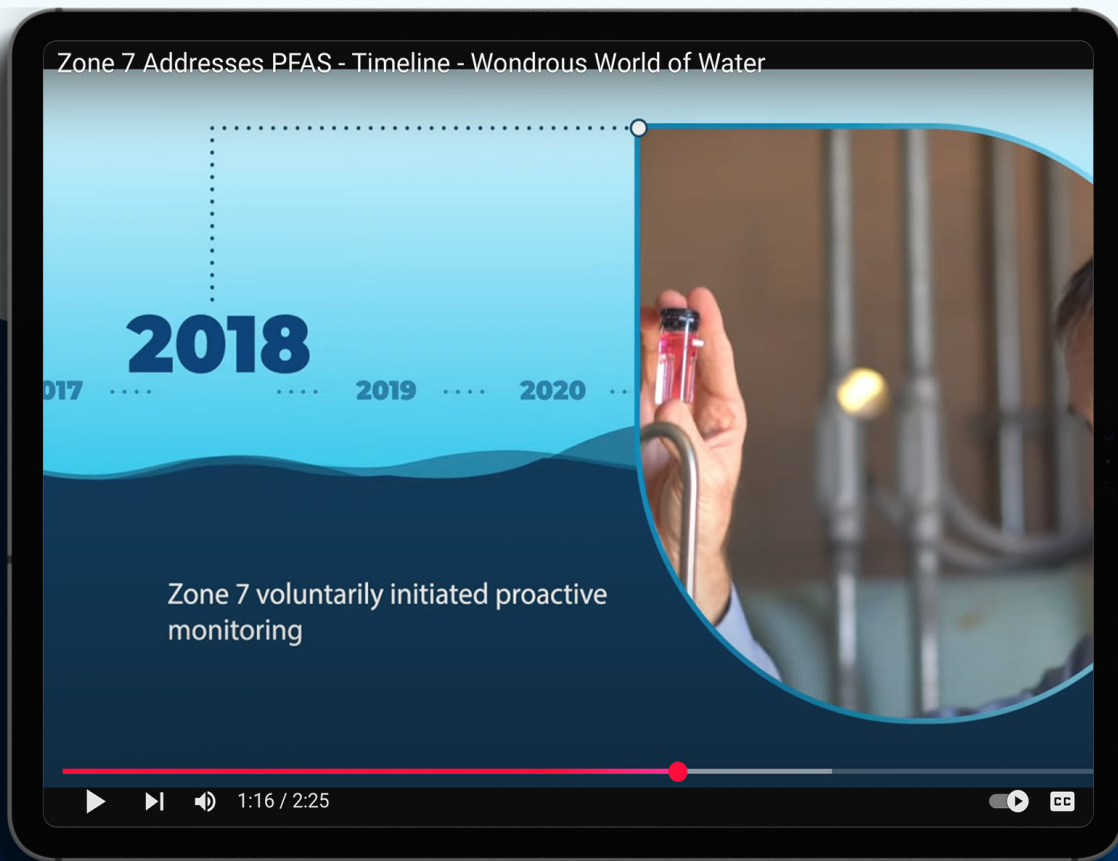 Zone 7 Addresses PFAS - Timeline - Wondrous World of Water
2018
017 .... .... 2019 .... 2020 ..
Zone 7 voluntarily initiated proactive
monitoring
1:16 / 2:25
CC